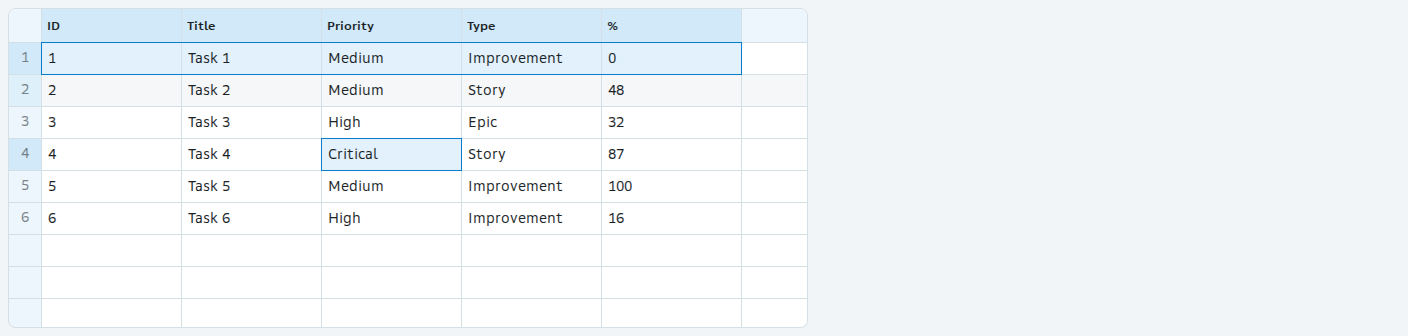 ID Title Priority Type %
1 1 Task 1 Medium Improvement 0
2 2 Task 2 Medium Story 48
3 3 Task 3 High Epic 32
4 4 Task 4 Critical Story 87
5 5 Task 5 Medium Improvement 100
6 6 Task 6 High Improvement 16